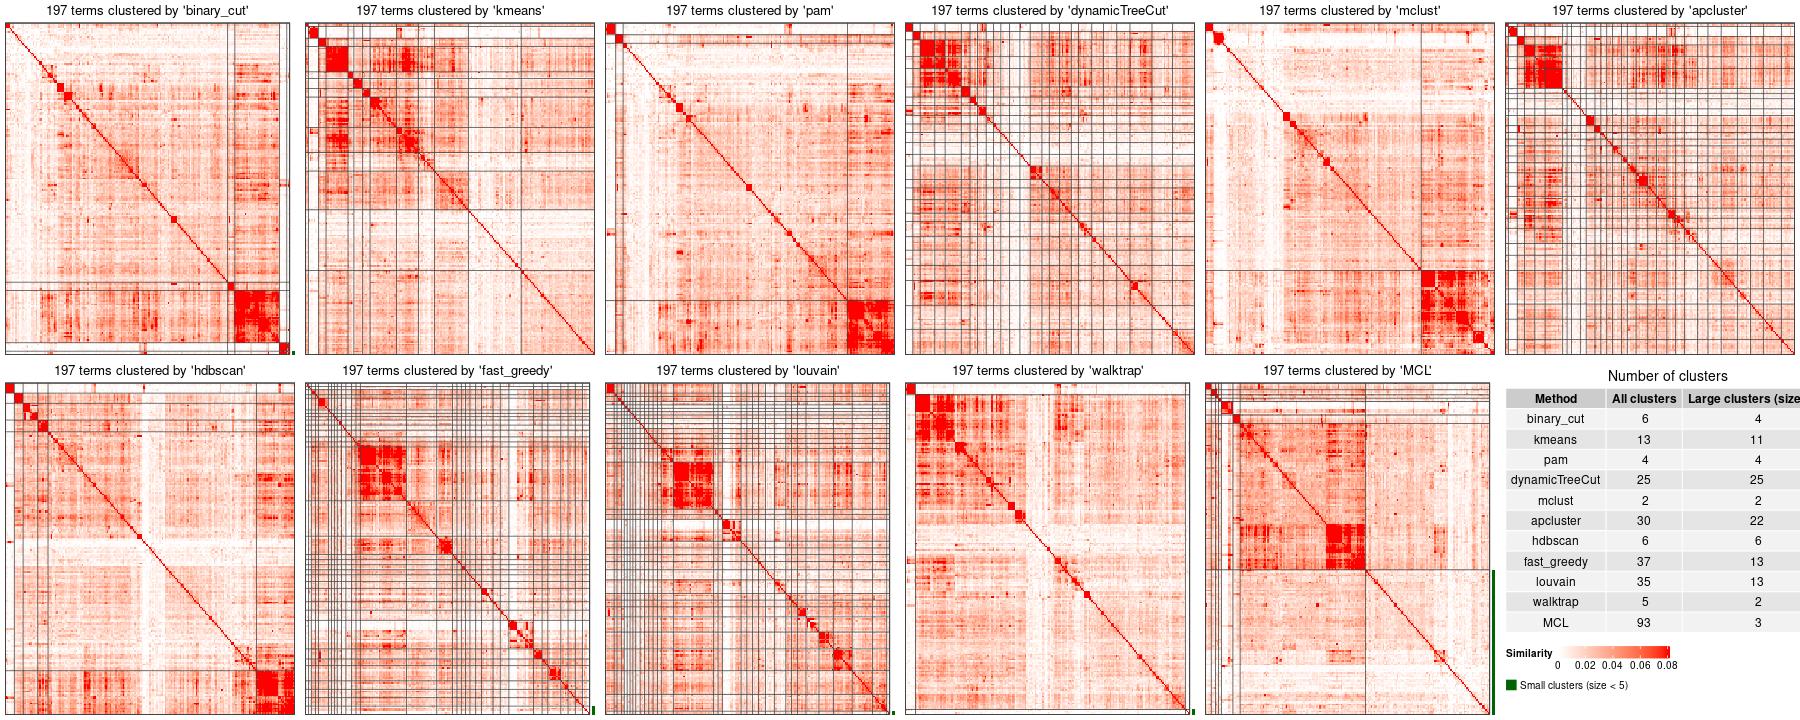 197 terms clustered by 'binary_cut'
197 terms clustered by 'kmeans'
197 terms clustered by 'pam'
197 terms clustered by 'dynamicTreeCut'
197 terms clustered by 'mclust'
197 terms clustered by 'apcluster'
197 terms clustered by 'hdbscan'
197 terms clustered by 'fast_greedy'
197 terms clustered by 'louvain'
197 terms clustered by 'walktrap'
197 terms clustered by 'MCL'
Number of clusters
Method All clusters Large clusters (size
binary_cut 6 4
kmeans 13 11
pam 4 4
dynamicTreeCut 25 25
mclust 2 2
apcluster 30 22
hdbscan 6 6
fast_greedy 37 13
louvain 35 13
walktrap 5 2
MCL 93 3
Similarity
0 0.02 0.04 0.06 0.08
Small clusters (size < 5)